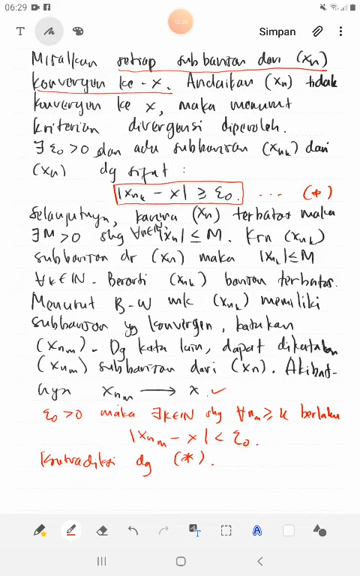 06:29
81%
T
Simpan
Misalkan setiap subbarisan dari (xn)
konvergen ke x. Andaikan (xn) tidak
konvergen ke x, maka menurut
kriteria divergensi diperoleh.
∃ ε₀ > 0 dan ada subbarisan (xnk) dari
(xn) dg sifat :
|xnk - x| ≥ ε₀. ... (*)
Selanjutnya, karena (xn) terbatas maka
∃ M > 0 shg ∀n∈ℕ |xn| ≤ M. Krn (xnk)
subbarisan dr (xn) maka |xnk| ≤ M
∀k∈ℕ. Berarti (xnk) barisan terbatas.
Menurut B-W mk (xnk) memiliki
subbarisan yg konvergen, katakan
(xnm). Dg kata lain, dapat dikatakan
(xnm) subbarisan dari (xn). Akibat-
nya xnm → x ✓
ε₀ > 0 maka ∃k∈ℕ shg ∀nm ≥ k berlaku
|xnm - x| < ε₀.
Kontradiksi dg (*).